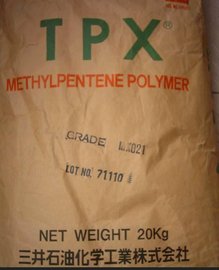 TPX®
METHYLPENTENE POLYMER
GRADE MX021
LOT NO. 71110
NET WEIGHT 20Kg
三井石油化学工業株式会社